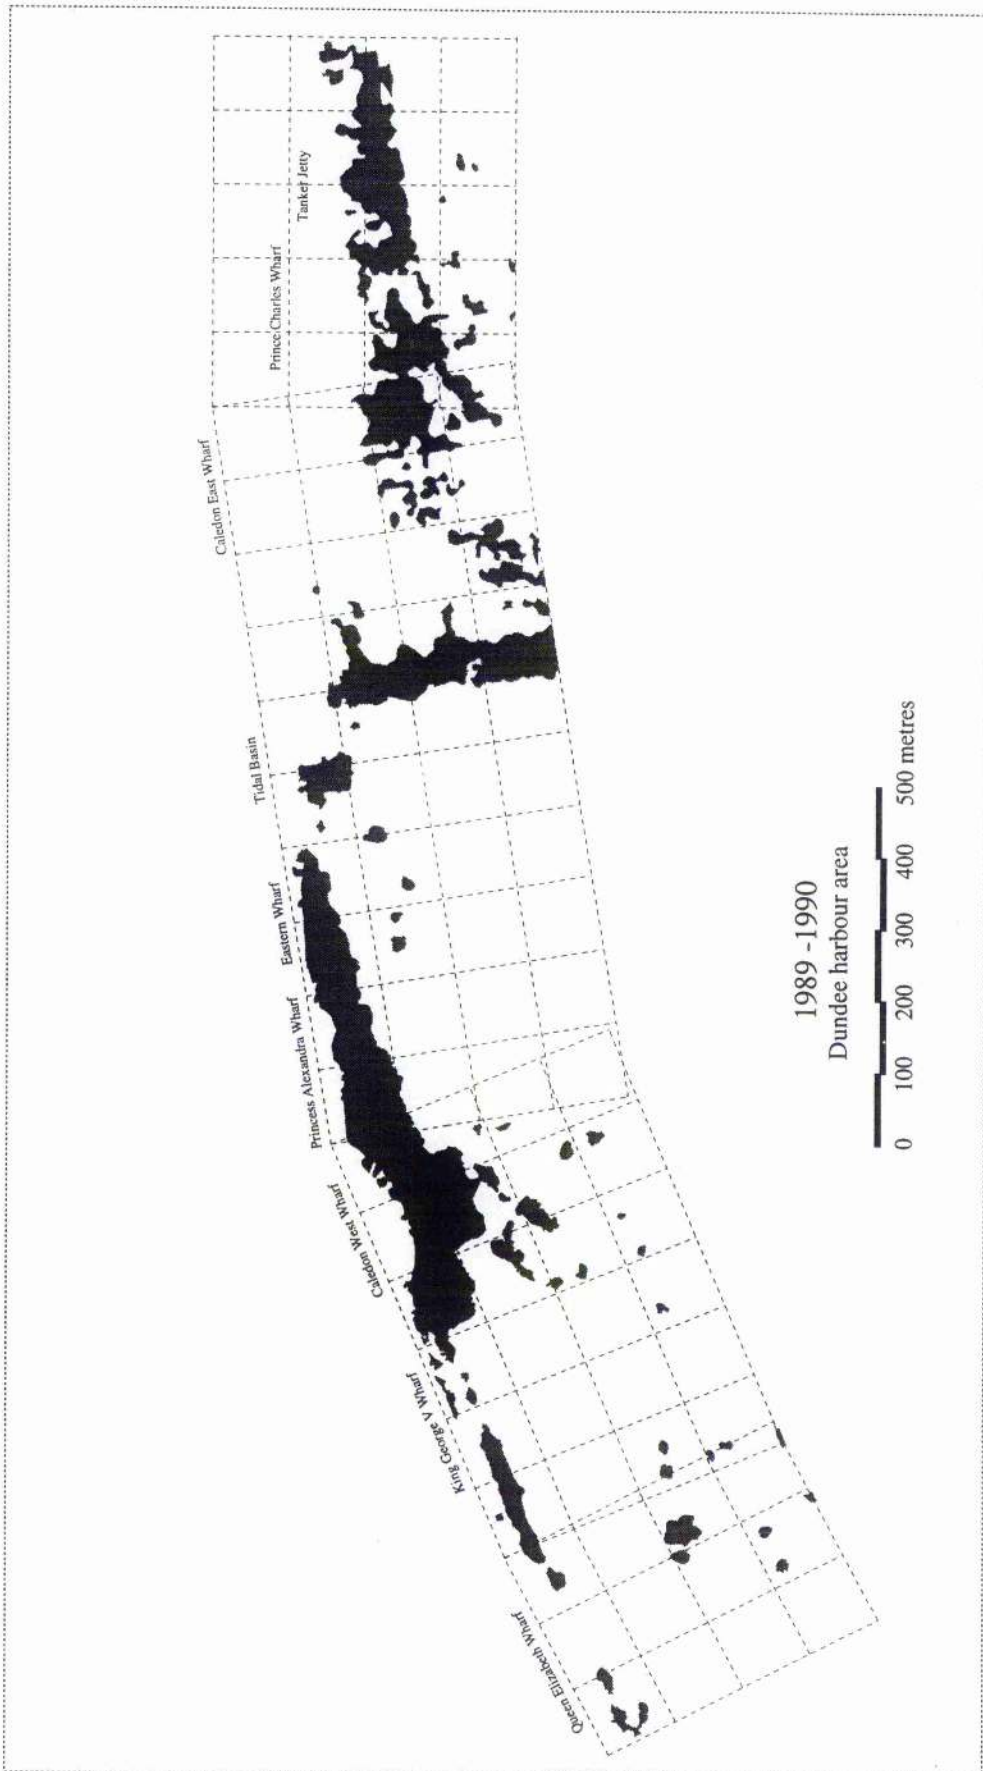 Tanker Jetty
Prince Charles Wharf
Caledon East Wharf
Tidal Basin
Eastern Wharf
Princess Alexandra Wharf
Caledon West Wharf
King George V Wharf
Queen Elizabeth Wharf
1989 -1990
Dundee harbour area
0 100 200 300 400 500 metres